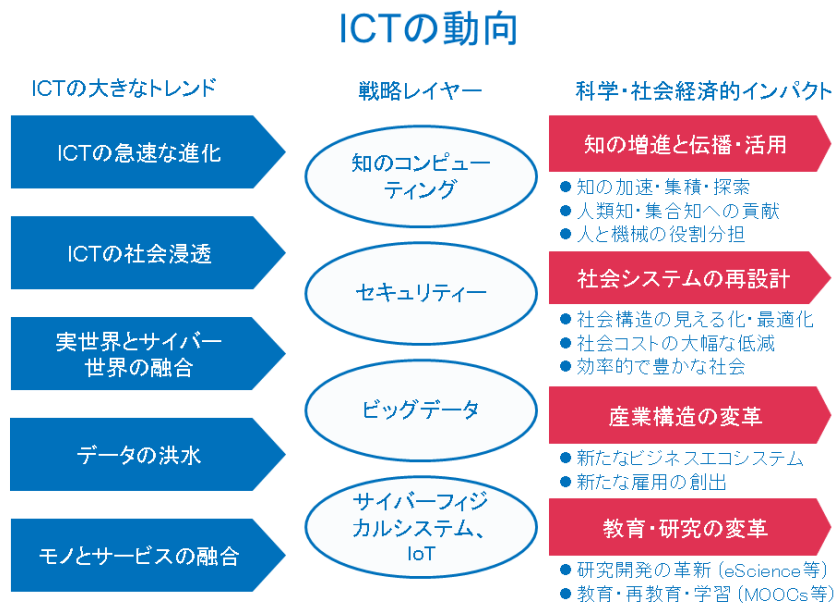 ICTの動向
ICTの大きなトレンド
ICTの急速な進化
ICTの社会浸透
実世界とサイバー
世界の融合
データの洪水
モノとサービスの融合
戦略レイヤー
知のコンピュー
ティング
セキュリティー
ビッグデータ
サイバーフィジ
カルシステム、
IoT
科学・社会経済的インパクト
知の増進と伝播・活用
● 知の加速・集積・探索
● 人類知・集合知への貢献
● 人と機械の役割分担
社会システムの再設計
● 社会構造の見える化・最適化
● 社会コストの大幅な低減
● 効率的で豊かな社会
産業構造の変革
● 新たなビジネスエコシステム
● 新たな雇用の創出
教育・研究の変革
● 研究開発の革新 (eScience等)
● 教育・再教育・学習 (MOOCs等)